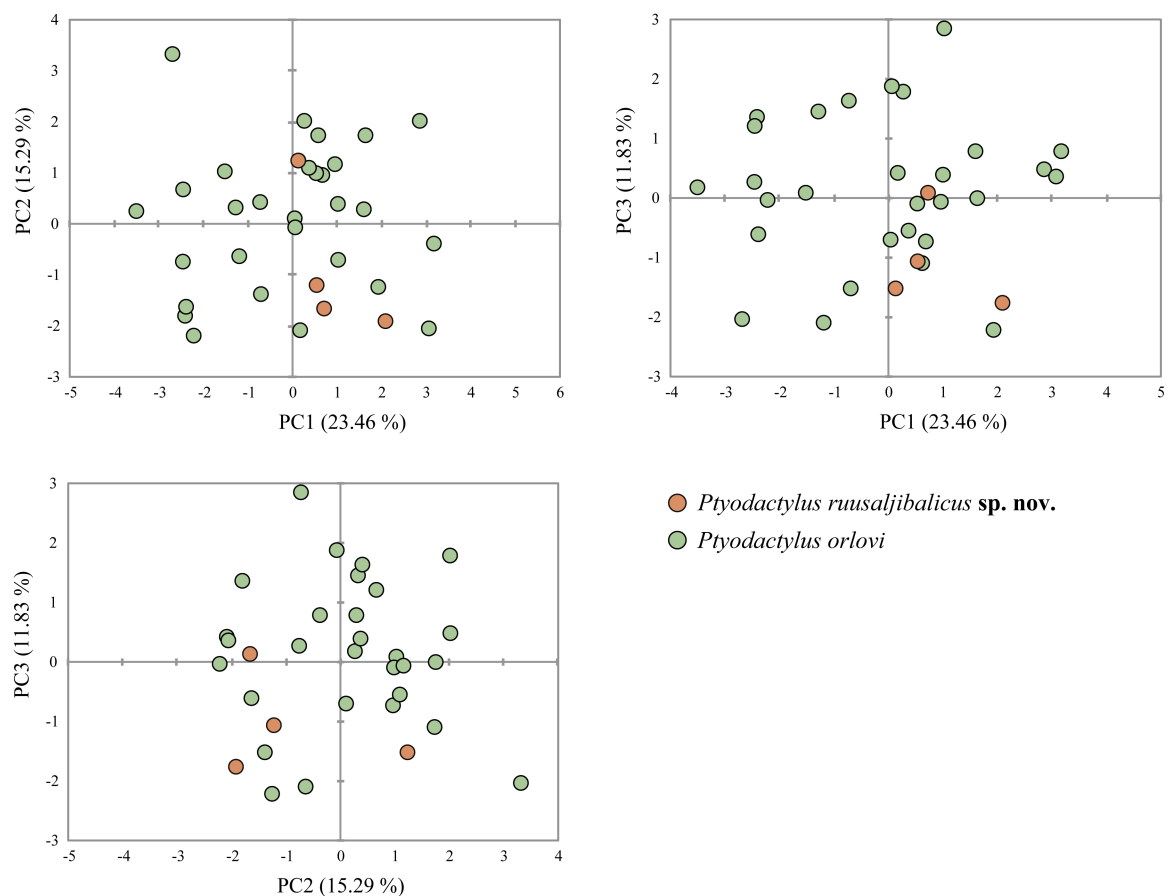 4
3
2
1
0
-1
-2
-3
PC2 (15.29 %)
-5 -4 -3 -2 -1 0 1 2 3 4 5 6
PC1 (23.46 %)
3
2
1
0
-1
-2
-3
PC3 (11.83 %)
-4 -3 -2 -1 0 1 2 3 4 5
PC1 (23.46 %)
3
2
1
0
-1
-2
-3
PC3 (11.83 %)
-5 -4 -3 -2 -1 0 1 2 3 4
PC2 (15.29 %)
Ptyodactylus ruusaljibalicus sp. nov.
Ptyodactylus orlovi